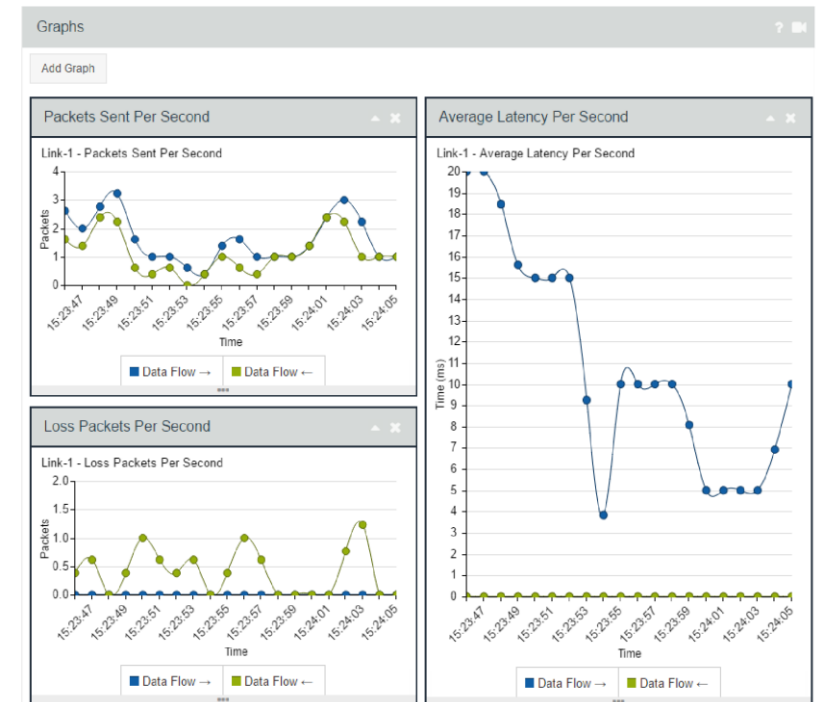 Graphs
?
Add Graph
Packets Sent Per Second
Link-1 - Packets Sent Per Second
4
3
2
1
0
Packets
15:23:47 15:23:49 15:23:51 15:23:53 15:23:55 15:23:57 15:23:59 15:24:01 15:24:03 15:24:05
Time
Data Flow → Data Flow ←
Loss Packets Per Second
Link-1 - Loss Packets Per Second
2.0
1.5
1.0
0.5
0.0
Packets
15:23:47 15:23:49 15:23:51 15:23:53 15:23:55 15:23:57 15:23:59 15:24:01 15:24:03 15:24:05
Time
Data Flow → Data Flow ←
Average Latency Per Second
Link-1 - Average Latency Per Second
20
19
18
17
16
15
14
13
12
11
10
9
8
7
6
5
4
3
2
1
0
Time (ms)
15:23:47 15:23:49 15:23:51 15:23:53 15:23:55 15:23:57 15:23:59 15:24:01 15:24:03 15:24:05
Time
Data Flow → Data Flow ←